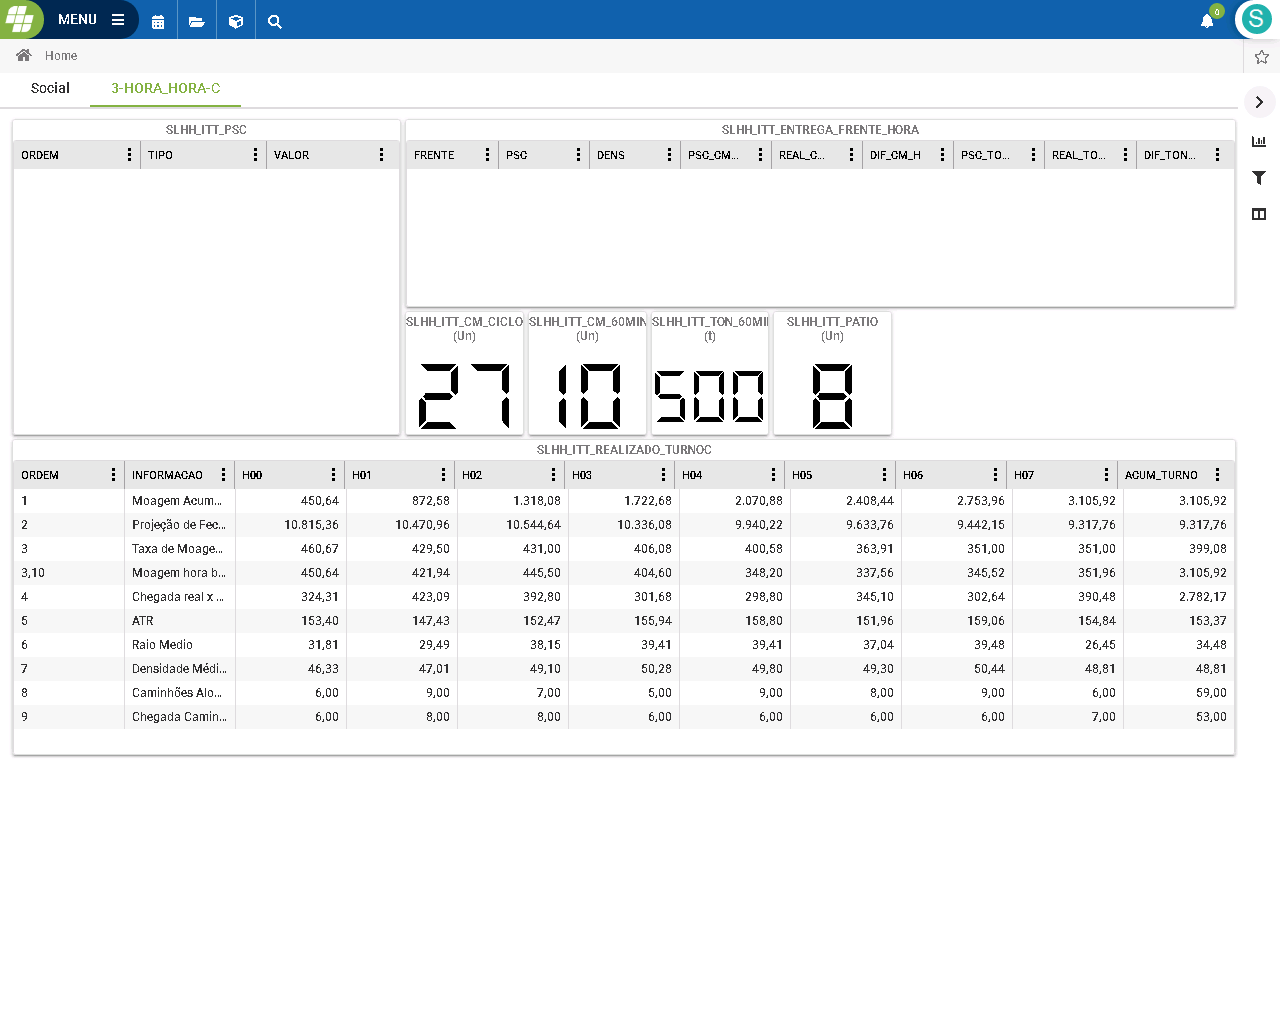 MENU
0
S
Home
Social 3-HORA_HORA-C
SLHH_ITT_PSC
ORDEM TIPO VALOR
SLHH_ITT_ENTREGA_FRENTE_HORA
FRENTE PSC DENS PSC_CM... REAL_C... DIF_CM_H PSC_TO... REAL_TO... DIF_TON...
SLHH_ITT_CM_CICLO
(Un)
27
SLHH_ITT_CM_60MIN
(Un)
10
SLHH_ITT_TON_60MI
(t)
500
SLHH_ITT_PATIO
(Un)
8
SLHH_ITT_REALIZADO_TURNOC
ORDEM INFORMACAO H00 H01 H02 H03 H04 H05 H06 H07 ACUM_TURNO
1 Moagem Acum... 450,64 872,58 1.318,08 1.722,68 2.070,88 2.408,44 2.753,96 3.105,92 3.105,92
2 Projeção de Fec... 10.815,36 10.470,96 10.544,64 10.336,08 9.940,22 9.633,76 9.442,15 9.317,76 9.317,76
3 Taxa de Moage... 460,67 429,50 431,00 406,08 400,58 363,91 351,00 351,00 399,08
3,10 Moagem hora b... 450,64 421,94 445,50 404,60 348,20 337,56 345,52 351,96 3.105,92
4 Chegada real x ... 324,31 423,09 392,80 301,68 298,80 345,10 302,64 390,48 2.782,17
5 ATR 153,40 147,43 152,47 155,94 158,80 151,96 159,06 154,84 153,37
6 Raio Medio 31,81 29,49 38,15 39,41 39,41 37,04 39,48 26,45 34,48
7 Densidade Médi... 46,33 47,01 49,10 50,28 49,80 49,30 50,44 48,81 48,81
8 Caminhões Alo... 6,00 9,00 7,00 5,00 9,00 8,00 9,00 6,00 59,00
9 Chegada Camin... 6,00 8,00 8,00 6,00 6,00 6,00 6,00 7,00 53,00